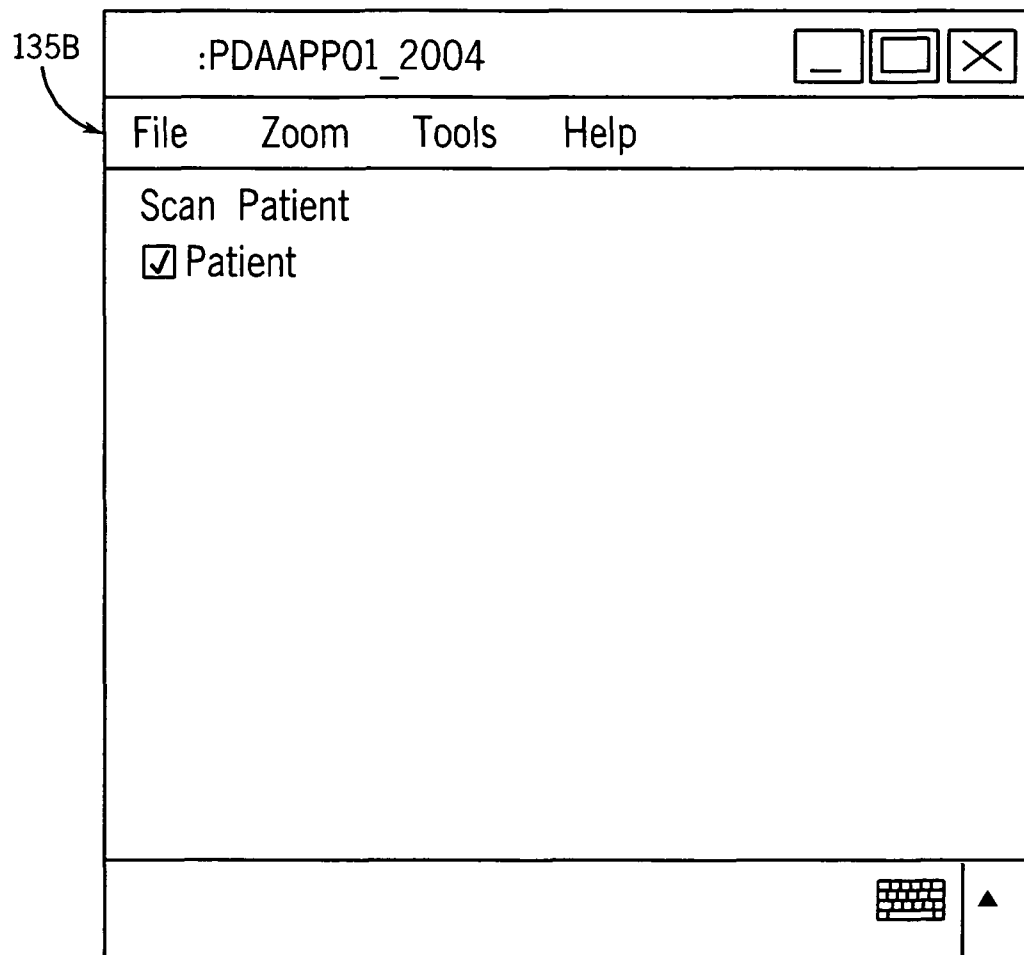 135B
:PDAAPP01_2004
File Zoom Tools Help
Scan Patient
Patient